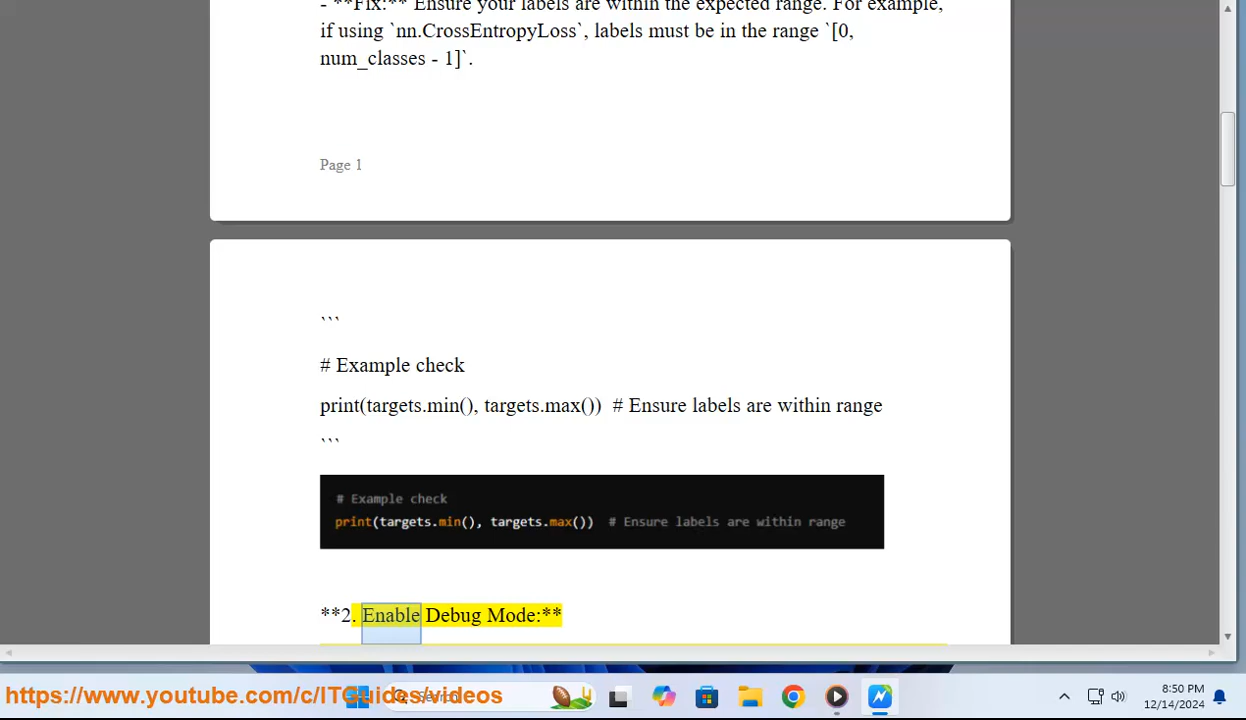 - **Fix:** Ensure your labels are within the expected range. For example,
if using `nn.CrossEntropyLoss`, labels must be in the range `[0,
num_classes - 1]`.
Page 1
```
# Example check
print(targets.min(), targets.max())  # Ensure labels are within range
```
# Example check
print(targets.min(), targets.max())  # Ensure labels are within range
**2. Enable Debug Mode:**
https://www.youtube.com/c/ITGuides/videos
Search
8:50 PM
12/14/2024